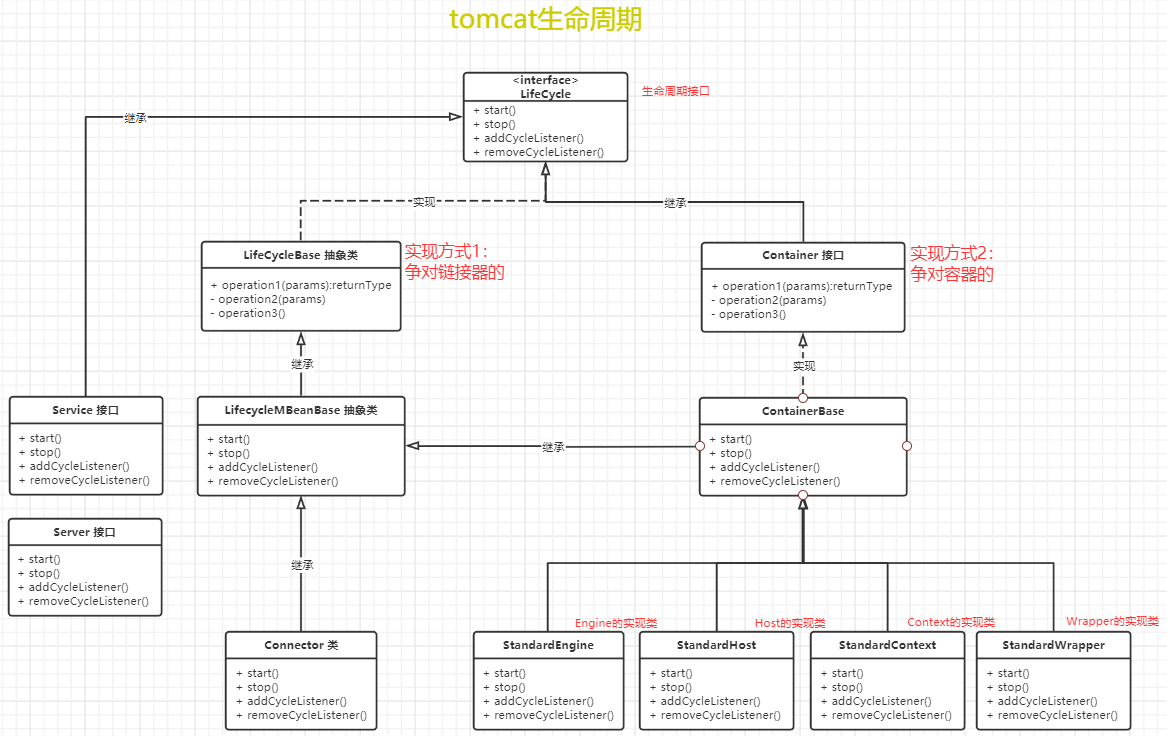 tomcat生命周期
<interface>
LifeCycle
+ start()
+ stop()
+ addCycleListener()
+ removeCycleListener()
生命周期接口
继承
实现
继承
LifeCycleBase 抽象类
+ operation1(params):returnType
- operation2(params)
- operation3()
实现方式1:
争对链接器的
Container 接口
+ operation1(params):returnType
- operation2(params)
- operation3()
实现方式2:
争对容器的
继承
实现
Service 接口
+ start()
+ stop()
+ addCycleListener()
+ removeCycleListener()
LifecycleMBeanBase 抽象类
+ start()
+ stop()
+ addCycleListener()
+ removeCycleListener()
继承
ContainerBase
+ start()
+ stop()
+ addCycleListener()
+ removeCycleListener()
Server 接口
+ start()
+ stop()
+ addCycleListener()
+ removeCycleListener()
继承
Connector 类
+ start()
+ stop()
+ addCycleListener()
+ removeCycleListener()
Engine的实现类
StandardEngine
+ start()
+ stop()
+ addCycleListener()
+ removeCycleListener()
Host的实现类
StandardHost
+ start()
+ stop()
+ addCycleListener()
+ removeCycleListener()
Context的实现类
StandardContext
+ start()
+ stop()
+ addCycleListener()
+ removeCycleListener()
Wrapper的实现类
StandardWrapper
+ start()
+ stop()
+ addCycleListener()
+ removeCycleListener()